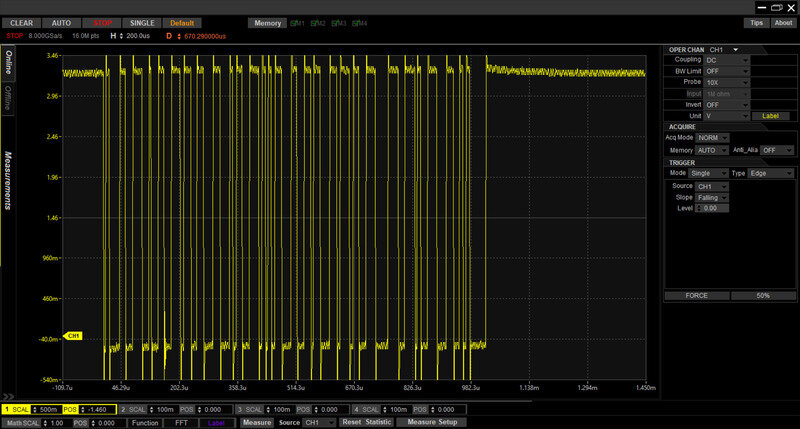 CLEAR AUTO STOP SINGLE Default Memory Tips About
STOP 8.000GSa/s 16.0M pts H 200.0us D 670.290000us
Online
Offline
Measurements
3.46
2.96
2.46
1.96
1.46
960m
460m
CH1
-40.0m
-540m
-109.7u 46.29u 202.3u 358.3u 514.3u 670.3u 826.3u 982.3u 1.138m 1.294m 1.450m
OPER CHAN CH1
Coupling DC
BW Limit OFF
Probe 10X
Input 1M ohm
Invert OFF
Unit V Label
ACQUIRE
Acq Mode NORM
Memory AUTO Anti_Alia OFF
TRIGGER
Mode Single Type Edge
Source CH1
Slope Falling
Level 0.00
FORCE 50%
1 SCAL 500m POS -1.460 2 SCAL 100m POS 0.000 3 SCAL 100m POS 0.000 4 SCAL 100m POS 0.000
Math SCAL 1.00 POS 0.000 Function FFT Label Measure Source CH1 Reset Statistic Measure Setup